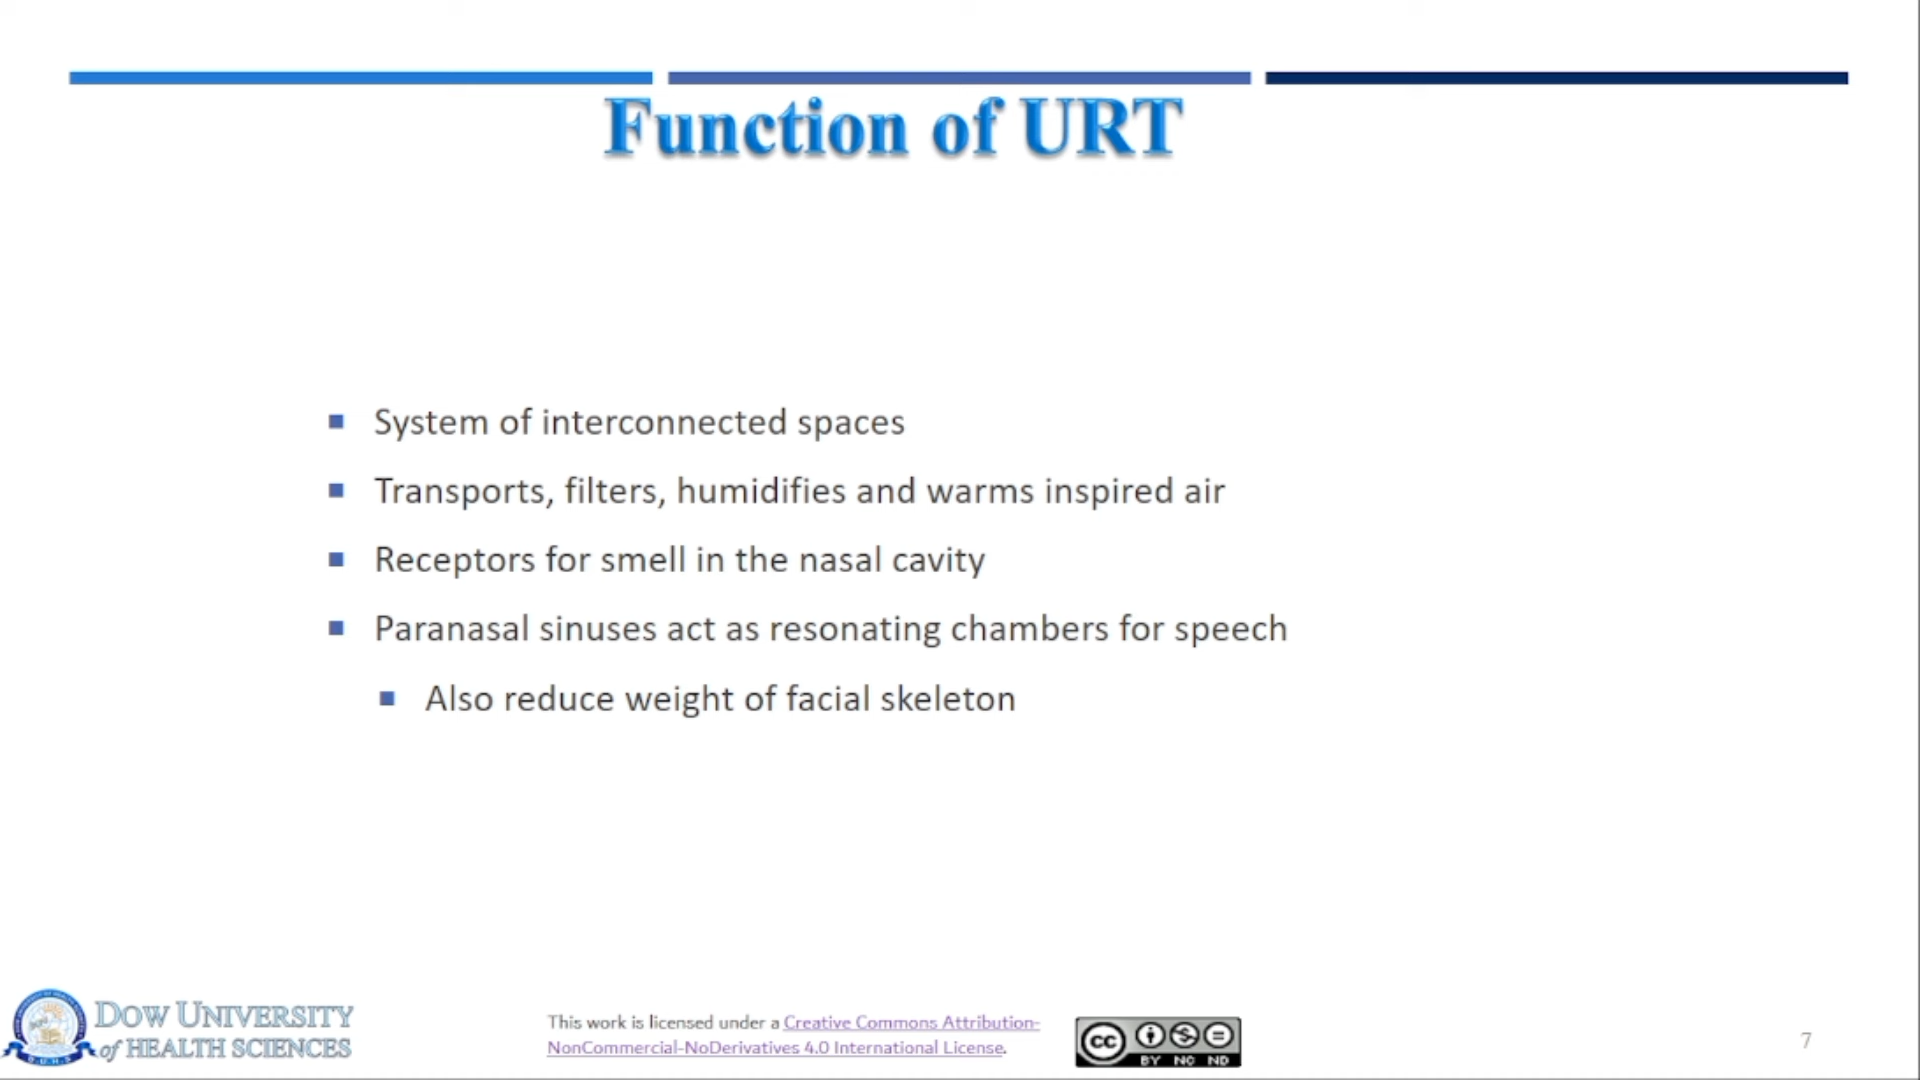 Function of URT
System of interconnected spaces
Transports, filters, humidifies and warms inspired air
Receptors for smell in the nasal cavity
Paranasal sinuses act as resonating chambers for speech
Also reduce weight of facial skeleton
DOW UNIVERSITY
of HEALTH SCIENCES
This work is licensed under a Creative Commons Attribution-
NonCommercial-NoDerivatives 4.0 International License.
cc
BY NC ND
7